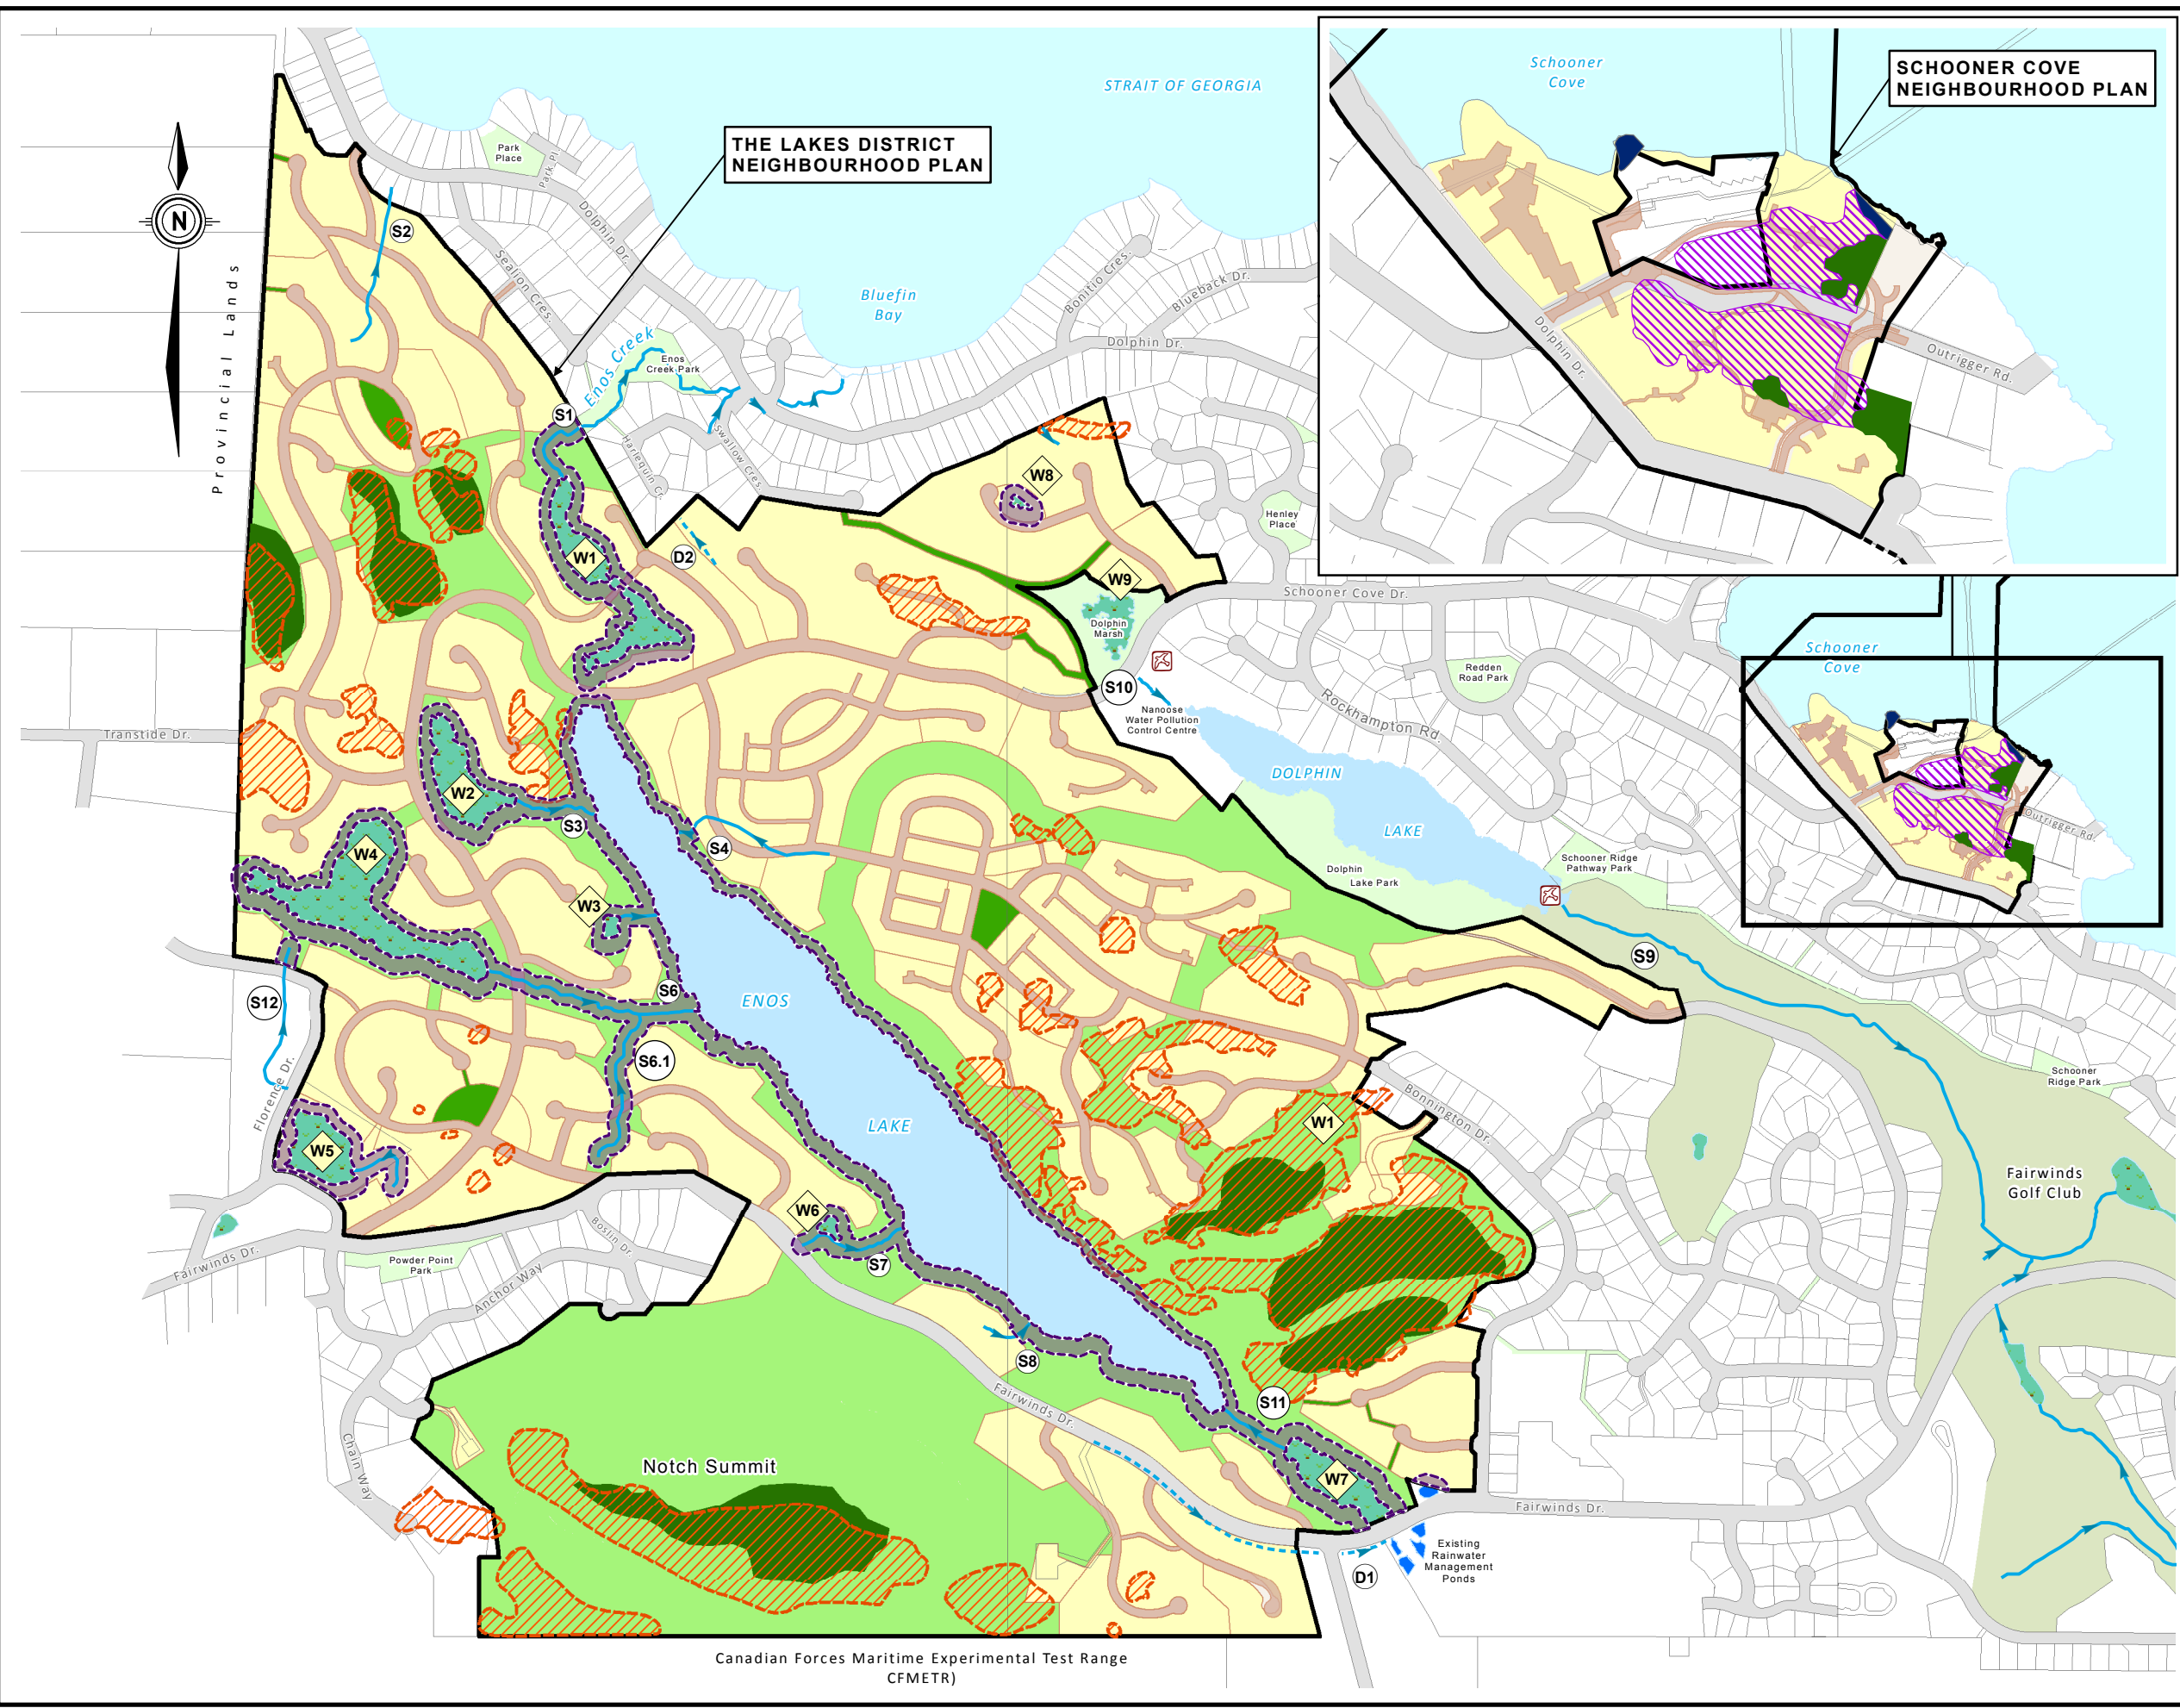 STRAIT OF GEORGIA
THE LAKES DISTRICT
NEIGHBOURHOOD PLAN
Schooner
Cove
SCHOONER COVE
NEIGHBOURHOOD PLAN
Dolphin Dr.
Outrigger Rd.
N
Provincial Lands
Park
Place
Park Pl.
Dolphin Dr.
Sealion Cres.
S2
Bluefin
Bay
Bonitio Cres.
Blueback Dr.
Dolphin Dr.
Enos Creek
Enos
Creek Park
S1
Harlequin Cr.
Swallow Cres.
W8
Henley
Place
W1
D2
W9
Schooner Cove Dr.
Dolphin
Marsh
Schooner
Cove
Redden
Road Park
S10
Nanoose
Water Pollution
Control Centre
Rockhampton Rd.
Transtide Dr.
DOLPHIN
LAKE
W2
S3
S4
W4
Outrigger Rd.
Schooner Ridge
Pathway Park
Dolphin
Lake Park
W3
S9
S6
ENOS
LAKE
S12
S6.1
Florence Dr.
Schooner
Ridge Park
Bonnington Dr.
W1
W5
Fairwinds
Golf Club
W6
S7
Boslin Dr.
Powder Point
Park
Fairwinds Dr.
Anchor Way
S8
Fairwinds Dr.
S11
Chain Way
Notch Summit
W7
Fairwinds Dr.
Existing
Rainwater
Management
Ponds
D1
Canadian Forces Maritime Experimental Test Range
CFMETR)